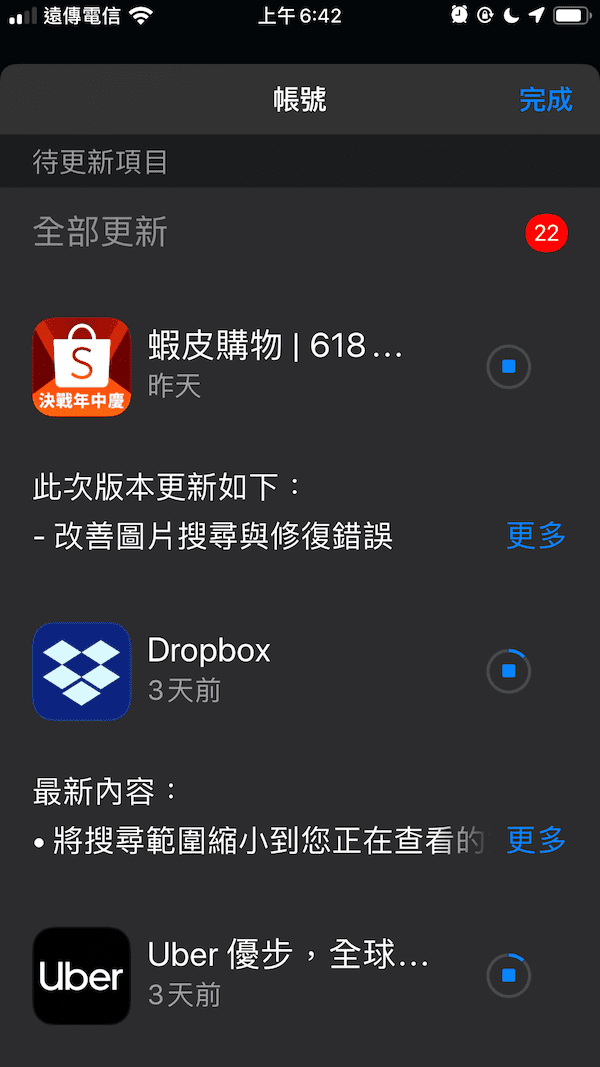 遠傳電信 上午6:42
帳號 完成
待更新項目
全部更新 22
S
決戰年中慶
蝦皮購物 | 618...
昨天
此次版本更新如下：
- 改善圖片搜尋與修復錯誤 更多
Dropbox
3 天前
最新內容：
• 將搜尋範圍縮小到您正在查看的 更多
Uber
Uber 優步，全球...
3 天前